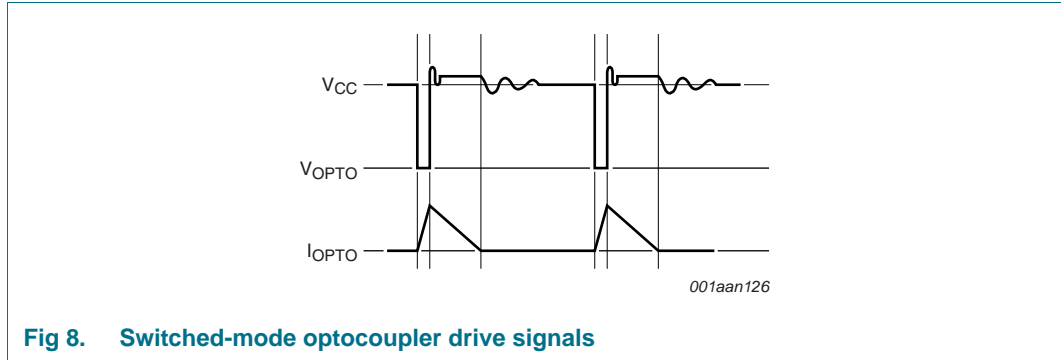 VCC
VOPTO
IOPTO
001aan126
Fig 8. Switched-mode optocoupler drive signals